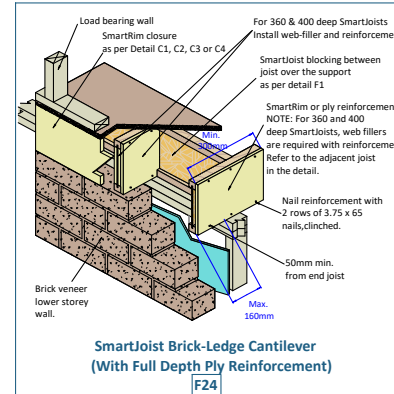 Load bearing wall
SmartRim closure
as per Detail C1, C2, C3 or C4
For 360 & 400 deep SmartJoists
Install web-filler and reinforceme
SmartJoist blocking between
joist over the support
as per detail F1
SmartRim or ply reinforcemen
NOTE: For 360 and 400
deep SmartJoists, web fillers
are required with reinforceme
Refer to the adjacent joist
in the detail.
Min.
300mm
Nail reinforcement with
2 rows of 3.75 x 65
nails,clinched.
50mm min.
from end joist
Max.
160mm
Brick veneer
lower storey
wall.
SmartJoist Brick-Ledge Cantilever
(With Full Depth Ply Reinforcement)
F24